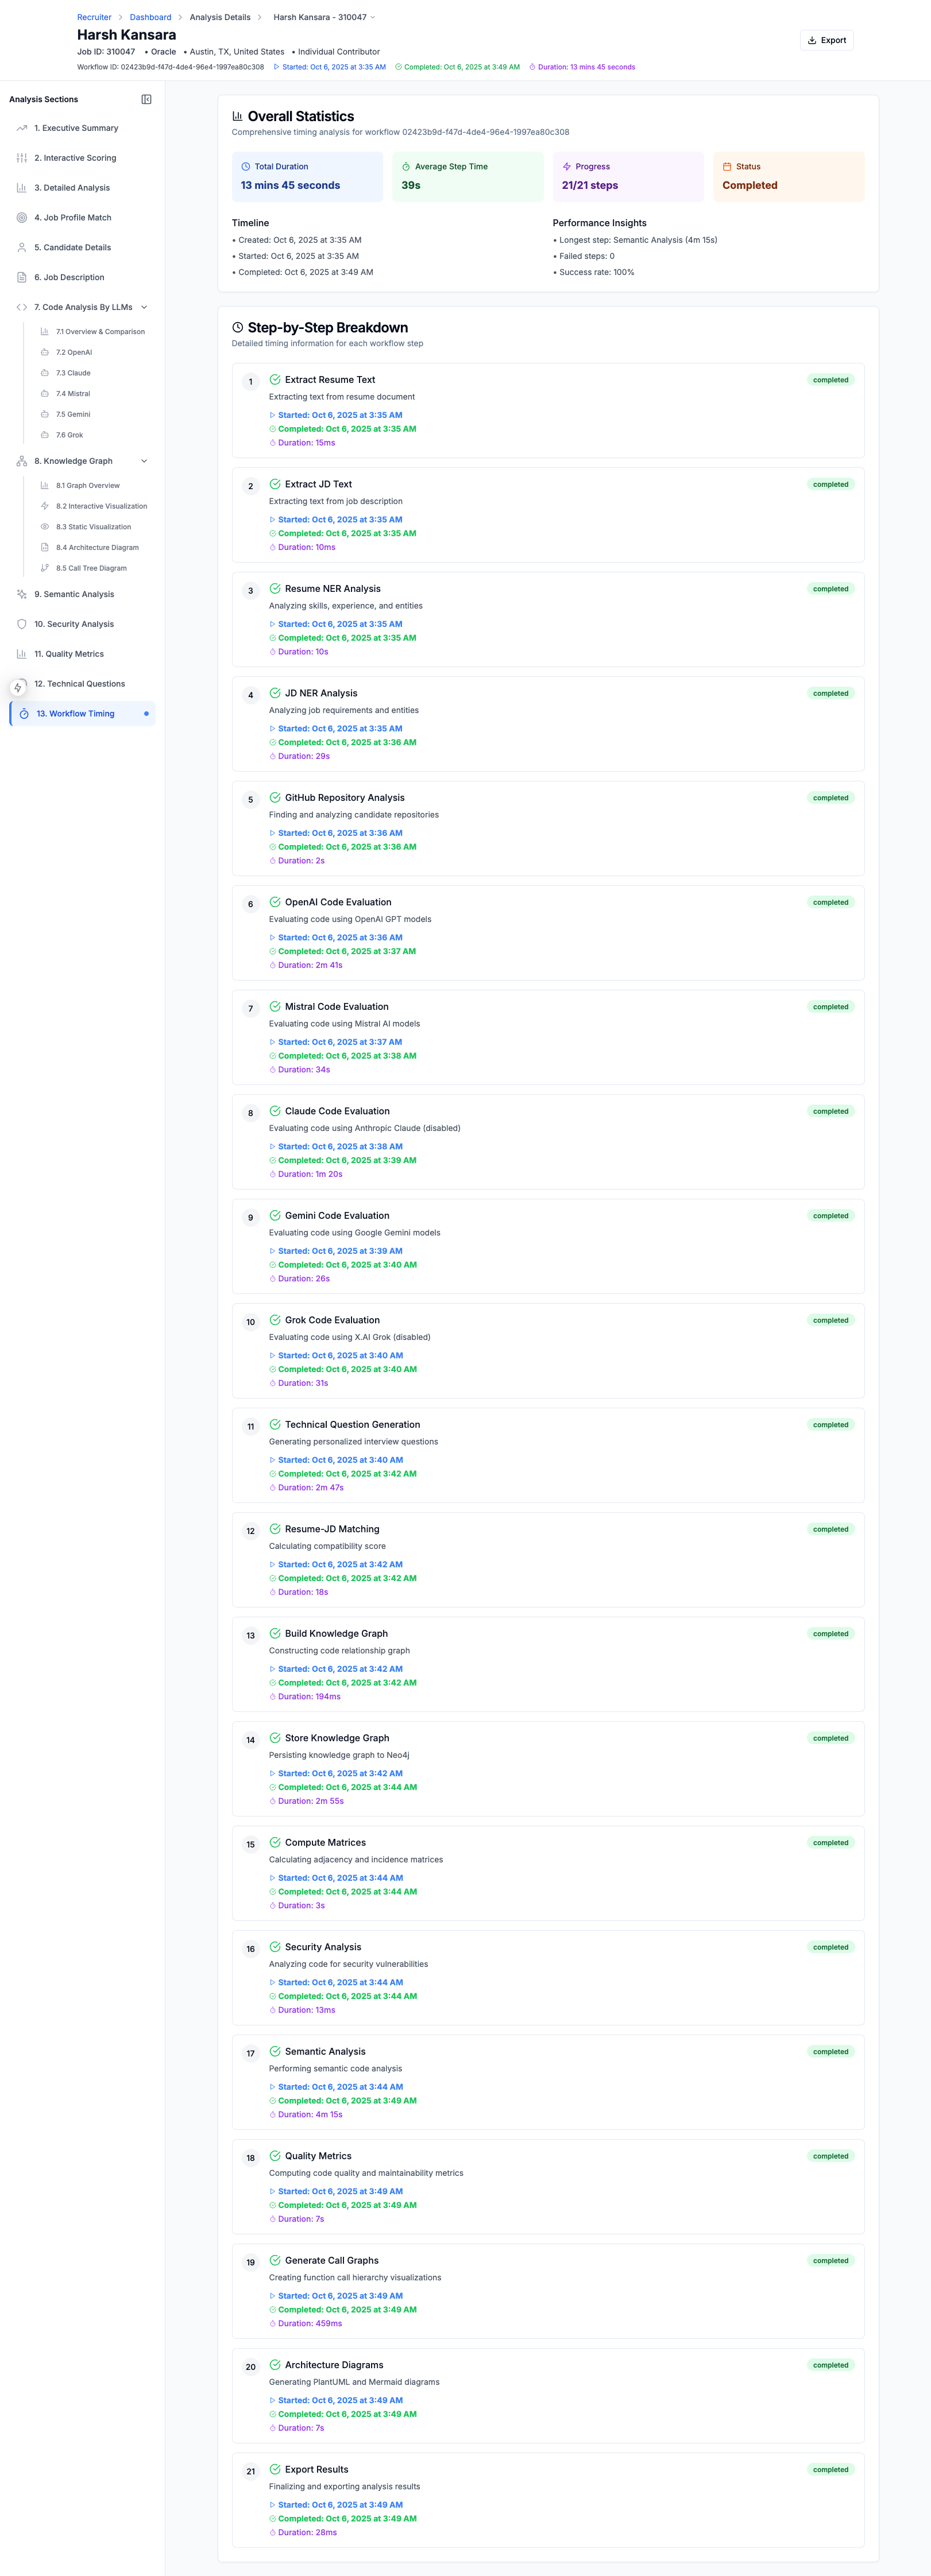 Recruiter > Dashboard > Analysis Details > Harsh Kansara - 310047
Harsh Kansara
Job ID: 310047 • Oracle • Austin, TX, United States • Individual Contributor
Workflow ID: 02423b9d-f47d-4de4-96e4-1997ea80c308 Started: Oct 6, 2025 at 3:35 AM Completed: Oct 6, 2025 at 3:49 AM Duration: 13 mins 45 seconds
Export
Analysis Sections
1. Executive Summary
2. Interactive Scoring
3. Detailed Analysis
4. Job Profile Match
5. Candidate Details
6. Job Description
7. Code Analysis By LLMs
7.1 Overview & Comparison
7.2 OpenAI
7.3 Claude
7.4 Mistral
7.5 Gemini
7.6 Grok
8. Knowledge Graph
8.1 Graph Overview
8.2 Interactive Visualization
8.3 Static Visualization
8.4 Architecture Diagram
8.5 Call Tree Diagram
9. Semantic Analysis
10. Security Analysis
11. Quality Metrics
12. Technical Questions
13. Workflow Timing
Overall Statistics
Comprehensive timing analysis for workflow 02423b9d-f47d-4de4-96e4-1997ea80c308
Total Duration
13 mins 45 seconds
Average Step Time
39s
Progress
21/21 steps
Status
Completed
Timeline
• Created: Oct 6, 2025 at 3:35 AM
• Started: Oct 6, 2025 at 3:35 AM
• Completed: Oct 6, 2025 at 3:49 AM
Performance Insights
• Longest step: Semantic Analysis (4m 15s)
• Failed steps: 0
• Success rate: 100%
Step-by-Step Breakdown
Detailed timing information for each workflow step
1 Extract Resume Text completed
Extracting text from resume document
Started: Oct 6, 2025 at 3:35 AM
Completed: Oct 6, 2025 at 3:35 AM
Duration: 15ms
2 Extract JD Text completed
Extracting text from job description
Started: Oct 6, 2025 at 3:35 AM
Completed: Oct 6, 2025 at 3:35 AM
Duration: 10ms
3 Resume NER Analysis completed
Analyzing skills, experience, and entities
Started: Oct 6, 2025 at 3:35 AM
Completed: Oct 6, 2025 at 3:35 AM
Duration: 10s
4 JD NER Analysis completed
Analyzing job requirements and entities
Started: Oct 6, 2025 at 3:35 AM
Completed: Oct 6, 2025 at 3:36 AM
Duration: 29s
5 GitHub Repository Analysis completed
Finding and analyzing candidate repositories
Started: Oct 6, 2025 at 3:36 AM
Completed: Oct 6, 2025 at 3:36 AM
Duration: 2s
6 OpenAI Code Evaluation completed
Evaluating code using OpenAI GPT models
Started: Oct 6, 2025 at 3:36 AM
Completed: Oct 6, 2025 at 3:37 AM
Duration: 2m 41s
7 Mistral Code Evaluation completed
Evaluating code using Mistral AI models
Started: Oct 6, 2025 at 3:37 AM
Completed: Oct 6, 2025 at 3:38 AM
Duration: 34s
8 Claude Code Evaluation completed
Evaluating code using Anthropic Claude (disabled)
Started: Oct 6, 2025 at 3:38 AM
Completed: Oct 6, 2025 at 3:39 AM
Duration: 1m 20s
9 Gemini Code Evaluation completed
Evaluating code using Google Gemini models
Started: Oct 6, 2025 at 3:39 AM
Completed: Oct 6, 2025 at 3:40 AM
Duration: 26s
10 Grok Code Evaluation completed
Evaluating code using X.AI Grok (disabled)
Started: Oct 6, 2025 at 3:40 AM
Completed: Oct 6, 2025 at 3:40 AM
Duration: 31s
11 Technical Question Generation completed
Generating personalized interview questions
Started: Oct 6, 2025 at 3:40 AM
Completed: Oct 6, 2025 at 3:42 AM
Duration: 2m 47s
12 Resume-JD Matching completed
Calculating compatibility score
Started: Oct 6, 2025 at 3:42 AM
Completed: Oct 6, 2025 at 3:42 AM
Duration: 18s
13 Build Knowledge Graph completed
Constructing code relationship graph
Started: Oct 6, 2025 at 3:42 AM
Completed: Oct 6, 2025 at 3:42 AM
Duration: 194ms
14 Store Knowledge Graph completed
Persisting knowledge graph to Neo4j
Started: Oct 6, 2025 at 3:42 AM
Completed: Oct 6, 2025 at 3:44 AM
Duration: 2m 55s
15 Compute Matrices completed
Calculating adjacency and incidence matrices
Started: Oct 6, 2025 at 3:44 AM
Completed: Oct 6, 2025 at 3:44 AM
Duration: 3s
16 Security Analysis completed
Analyzing code for security vulnerabilities
Started: Oct 6, 2025 at 3:44 AM
Completed: Oct 6, 2025 at 3:44 AM
Duration: 13ms
17 Semantic Analysis completed
Performing semantic code analysis
Started: Oct 6, 2025 at 3:44 AM
Completed: Oct 6, 2025 at 3:49 AM
Duration: 4m 15s
18 Quality Metrics completed
Computing code quality and maintainability metrics
Started: Oct 6, 2025 at 3:49 AM
Completed: Oct 6, 2025 at 3:49 AM
Duration: 7s
19 Generate Call Graphs completed
Creating function call hierarchy visualizations
Started: Oct 6, 2025 at 3:49 AM
Completed: Oct 6, 2025 at 3:49 AM
Duration: 459ms
20 Architecture Diagrams completed
Generating PlantUML and Mermaid diagrams
Started: Oct 6, 2025 at 3:49 AM
Completed: Oct 6, 2025 at 3:49 AM
Duration: 7s
21 Export Results completed
Finalizing and exporting analysis results
Started: Oct 6, 2025 at 3:49 AM
Completed: Oct 6, 2025 at 3:49 AM
Duration: 28ms